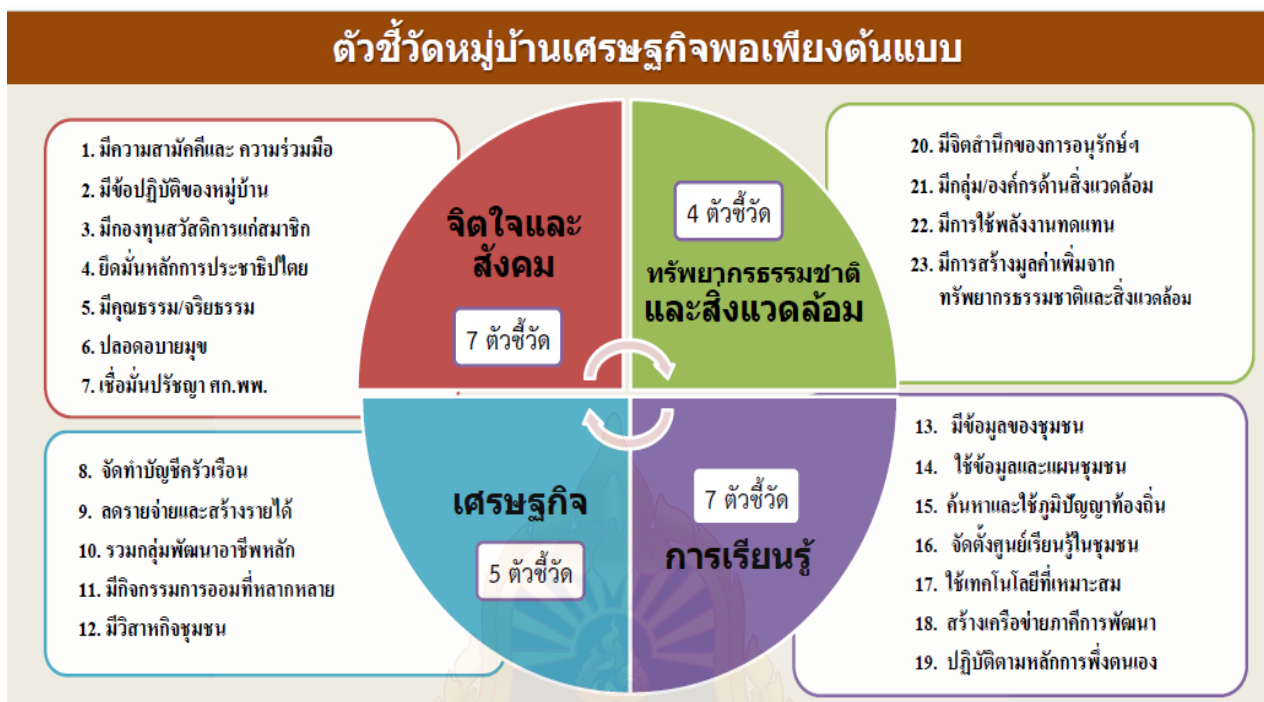 ตัวชี้วัดหมู่บ้านเศรษฐกิจพอเพียงต้นแบบ
1. มีความสามัคคีและ ความร่วมมือ
2. มีข้อปฏิบัติของหมู่บ้าน
3. มีกองทุนสวัสดิการแก่สมาชิก
4. ยึดมั่นหลักการประชาธิปไตย
5. มีคุณธรรม/จริยธรรม
6. ปลอดอบายมุข
7. เชื่อมั่นปรัชญา ศก.พพ.
จิตใจและ
สังคม
7 ตัวชี้วัด
4 ตัวชี้วัด
ทรัพยากรธรรมชาติ
และสิ่งแวดล้อม
20. มีจิตสำนึกของการอนุรักษ์ฯ
21. มีกลุ่ม/องค์กรด้านสิ่งแวดล้อม
22. มีการใช้พลังงานทดแทน
23. มีการสร้างมูลค่าเพิ่มจาก
ทรัพยากรธรรมชาติและสิ่งแวดล้อม
8. จัดทำบัญชีครัวเรือน
9. ลดรายจ่ายและสร้างรายได้
10. รวมกลุ่มพัฒนาอาชีพหลัก
11. มีกิจกรรมการออมที่หลากหลาย
12. มีวิสาหกิจชุมชน
เศรษฐกิจ
5 ตัวชี้วัด
7 ตัวชี้วัด
การเรียนรู้
13. มีข้อมูลของชุมชน
14. ใช้ข้อมูลและแผนชุมชน
15. ค้นหาและใช้ภูมิปัญญาท้องถิ่น
16. จัดตั้งศูนย์เรียนรู้ในชุมชน
17. ใช้เทคโนโลยีที่เหมาะสม
18. สร้างเครือข่ายภาคีการพัฒนา
19. ปฏิบัติตามหลักการพึ่งตนเอง